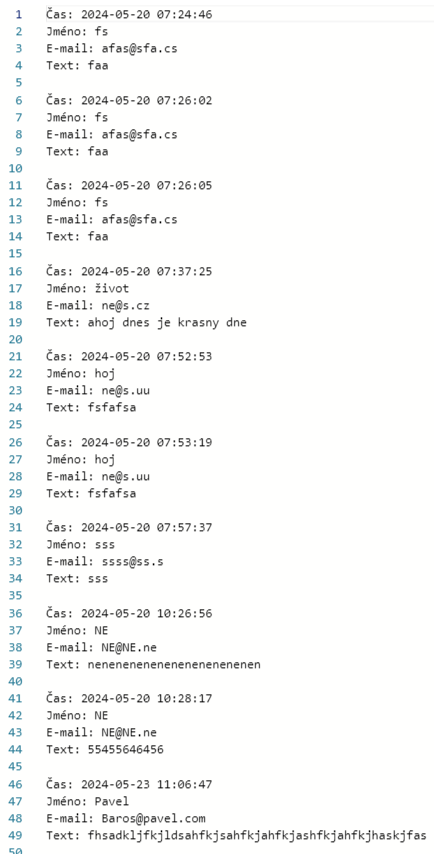 1 Čas: 2024-05-20 07:24:46
2 Jméno: fs
3 E-mail: afas@sfa.cs
4 Text: faa
5
6 Čas: 2024-05-20 07:26:02
7 Jméno: fs
8 E-mail: afas@sfa.cs
9 Text: faa
10
11 Čas: 2024-05-20 07:26:05
12 Jméno: fs
13 E-mail: afas@sfa.cs
14 Text: faa
15
16 Čas: 2024-05-20 07:37:25
17 Jméno: život
18 E-mail: ne@s.cz
19 Text: ahoj dnes je krasny dne
20
21 Čas: 2024-05-20 07:52:53
22 Jméno: hoj
23 E-mail: ne@s.uu
24 Text: fsfafsa
25
26 Čas: 2024-05-20 07:53:19
27 Jméno: hoj
28 E-mail: ne@s.uu
29 Text: fsfafsa
30
31 Čas: 2024-05-20 07:57:37
32 Jméno: sss
33 E-mail: ssss@ss.s
34 Text: sss
35
36 Čas: 2024-05-20 10:26:56
37 Jméno: NE
38 E-mail: NE@NE.ne
39 Text: nenenenenenenenenenenenen
40
41 Čas: 2024-05-20 10:28:17
42 Jméno: NE
43 E-mail: NE@NE.ne
44 Text: 55455646456
45
46 Čas: 2024-05-23 11:06:47
47 Jméno: Pavel
48 E-mail: Baros@pavel.com
49 Text: fhsadkljfkjldsahfkjsahfkjahfkjashfkjahfkjhaskjfas
50